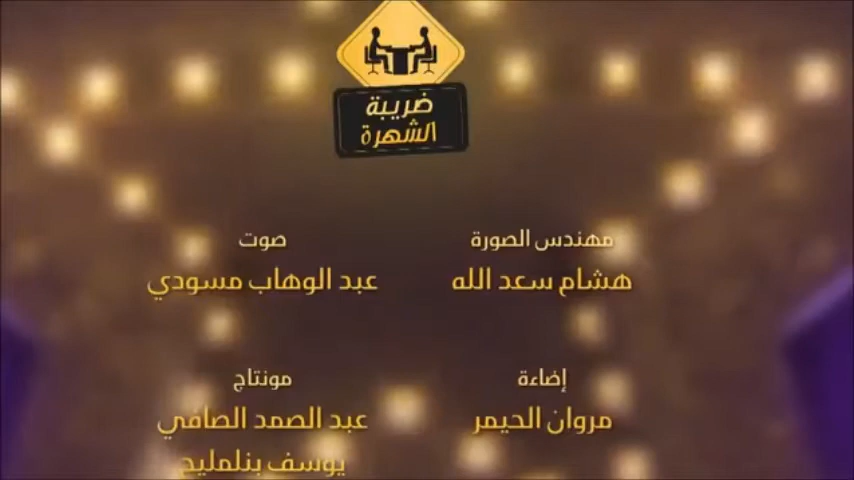 ضريبة
الشهرة
مهندس الصورة
هشام سعد الله
صوت
عبد الوهاب مسودي
إضاءة
مروان الحيمر
مونتاج
عبد الصمد الصافي
يوسف بنلمليح